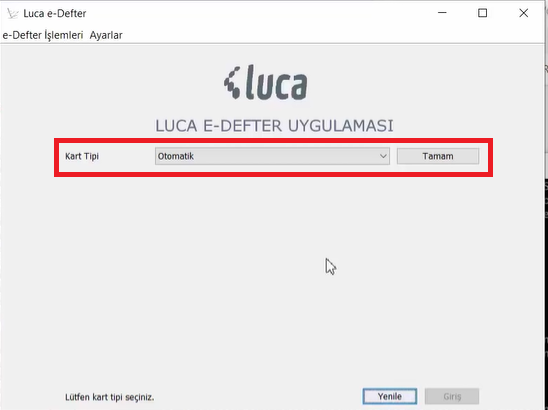 Luca e-Defter
e-Defter İşlemleri Ayarlar
luca
LUCA E-DEFTER UYGULAMASI
Kart Tipi Otomatik Tamam
Lütfen kart tipi seçiniz. Yenile Giriş